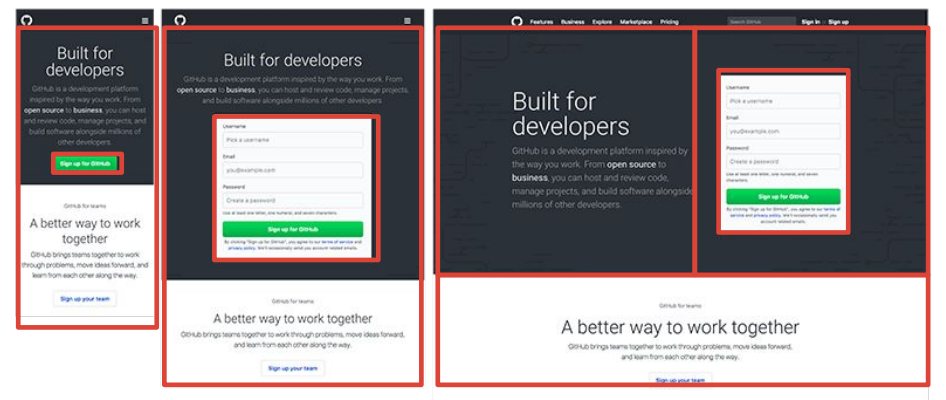 Built for
developers
GitHub is a development platform
inspired by the way you work. From
open source to business, you can host
and review code, manage projects, and
build software alongside millions of
other developers.
Sign up for GitHub
GitHub for teams
A better way to work
together
GitHub brings teams together to work
through problems, move ideas forward, and
learn from each other along the way.
Sign up your team
Built for developers
GitHub is a development platform inspired by the way you work. From
open source to business, you can host and review code, manage projects,
and build software alongside millions of other developers.
Username
Pick a username
Email
you@example.com
Password
Create a password
Use at least one letter, one numeral, and seven
characters.
Sign up for GitHub
By clicking "Sign up for GitHub", you agree to our terms of service and
privacy policy. We'll occasionally send you account related emails.
GitHub for teams
A better way to work together
GitHub brings teams together to work through problems, move ideas forward,
and learn from each other along the way.
Sign up your team
Features Business Explore Marketplace Pricing
Search GitHub
Sign in or Sign up
Built for
developers
GitHub is a development platform inspired by
the way you work. From open source to
business, you can host and review code,
manage projects, and build software alongside
millions of other developers.
Username
Pick a username
Email
you@example.com
Password
Create a password
Use at least one letter, one numeral, and seven
characters.
Sign up for GitHub
By clicking "Sign up for GitHub", you agree to our terms of
service and privacy policy. We'll occasionally send you
account related emails.
GitHub for teams
A better way to work together
GitHub brings teams together to work through problems, move ideas forward,
and learn from each other along the way.
Sign up your team